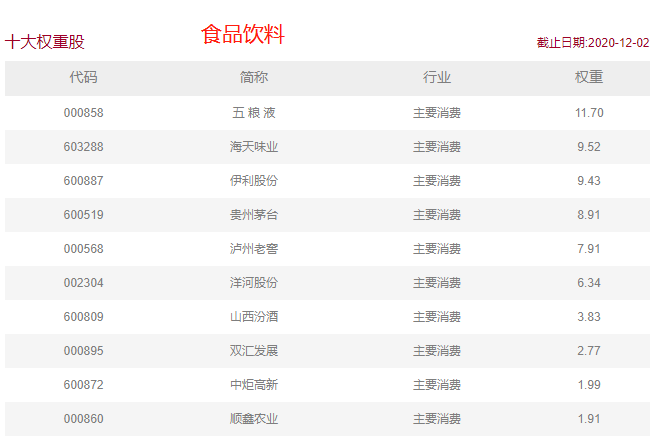 食品饮料
十大权重股 截止日期:2020-12-02
代码 简称 行业 权重
000858 五 粮 液 主要消费 11.70
603288 海天味业 主要消费 9.52
600887 伊利股份 主要消费 9.43
600519 贵州茅台 主要消费 8.91
000568 泸州老窖 主要消费 7.91
002304 洋河股份 主要消费 6.34
600809 山西汾酒 主要消费 3.83
000895 双汇发展 主要消费 2.77
600872 中炬高新 主要消费 1.99
000860 顺鑫农业 主要消费 1.91